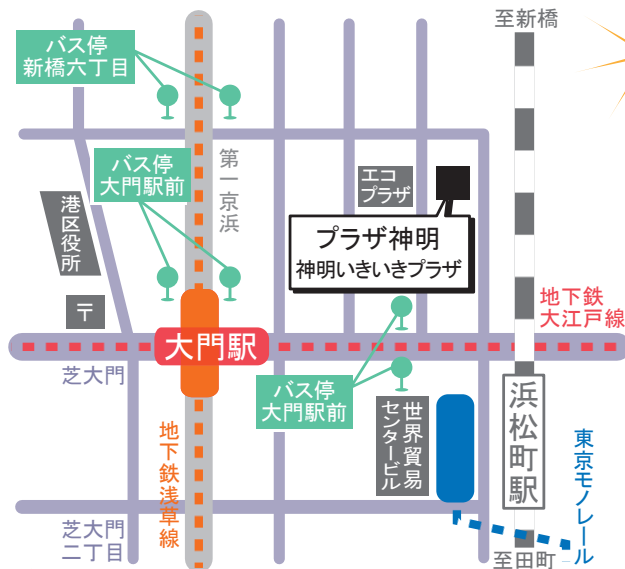 至新橋
バス停
新橋六丁目
バス停
大門駅前
第一京浜
エコ
プラザ
港区役所
プラザ神明
神明いきいきプラザ
〒
地下鉄
大江戸線
大門駅
芝大門
バス停
大門駅前
世界貿易
センタービル
浜松町駅
地下鉄浅草線
東京モノレール
芝大門
二丁目
至田町